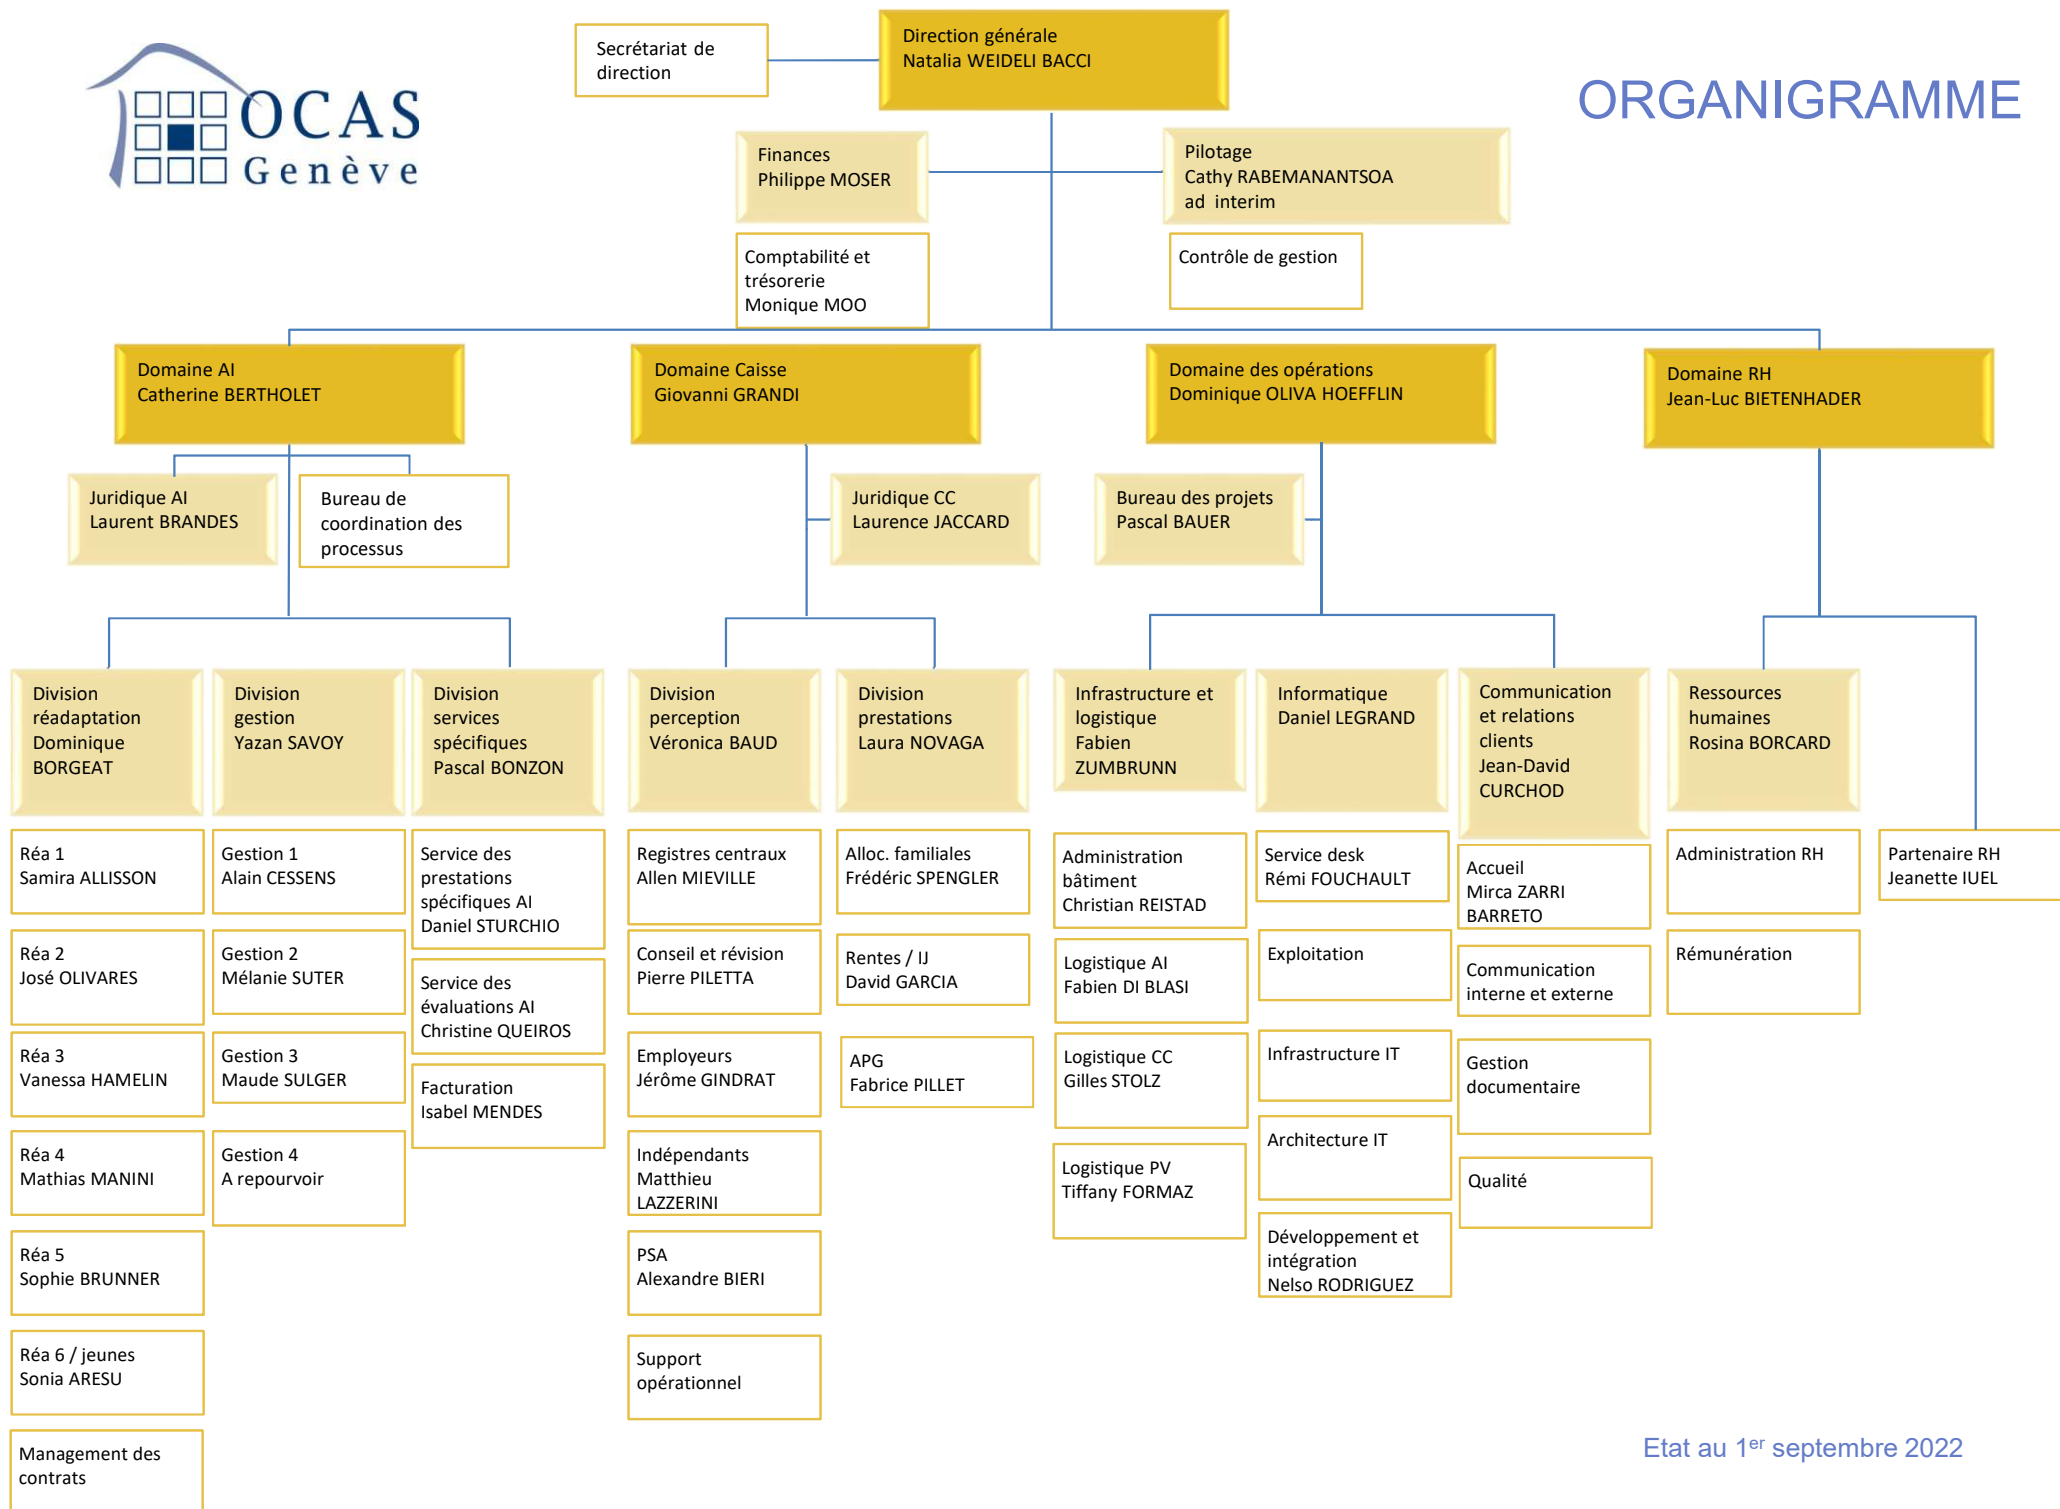 OCAS
Genève
ORGANIGRAMME
Secrétariat de
direction
Direction générale
Natalia WEIDELI BACCI
Finances
Philippe MOSER
Pilotage
Cathy RABEMANANTSOA
ad interim
Comptabilité et
trésorerie
Monique MOO
Contrôle de gestion
Domaine AI
Catherine BERTHOLET
Domaine Caisse
Giovanni GRANDI
Domaine des opérations
Dominique OLIVA HOEFFLIN
Domaine RH
Jean-Luc BIETENHADER
Juridique AI
Laurent BRANDES
Bureau de
coordination des
processus
Juridique CC
Laurence JACCARD
Bureau des projets
Pascal BAUER
Division
réadaptation
Dominique
BORGEAT
Division
gestion
Yazan SAVOY
Division
services
spécifiques
Pascal BONZON
Division
perception
Véronica BAUD
Division
prestations
Laura NOVAGA
Infrastructure et
logistique
Fabien
ZUMBRUNN
Informatique
Daniel LEGRAND
Communication
et relations
clients
Jean-David
CURCHOD
Ressources
humaines
Rosina BORCARD
Réa 1
Samira ALLISSON
Réa 2
José OLIVARES
Réa 3
Vanessa HAMELIN
Réa 4
Mathias MANINI
Réa 5
Sophie BRUNNER
Réa 6 / jeunes
Sonia ARESU
Management des
contrats
Gestion 1
Alain CESSENS
Gestion 2
Mélanie SUTER
Gestion 3
Maude SULGER
Gestion 4
A repourvoir
Service des
prestations
spécifiques AI
Daniel STURCHIO
Service des
évaluations AI
Christine QUEIROS
Facturation
Isabel MENDES
Registres centraux
Allen MIEVILLE
Conseil et révision
Pierre PILETTA
Employeurs
Jérôme GINDRAT
Indépendants
Matthieu
LAZZERINI
PSA
Alexandre BIERI
Support
opérationnel
Alloc. familiales
Frédéric SPENGLER
Rentes / IJ
David GARCIA
APG
Fabrice PILLET
Administration
bâtiment
Christian REISTAD
Logistique AI
Fabien DI BLASI
Logistique CC
Gilles STOLZ
Logistique PV
Tiffany FORMAZ
Service desk
Rémi FOUCHAULT
Exploitation
Infrastructure IT
Architecture IT
Développement et
intégration
Nelso RODRIGUEZ
Accueil
Mirca ZARRI
BARRETO
Communication
interne et externe
Gestion
documentaire
Qualité
Administration RH
Rémunération
Partenaire RH
Jeanette IUEL
Etat au 1er septembre 2022